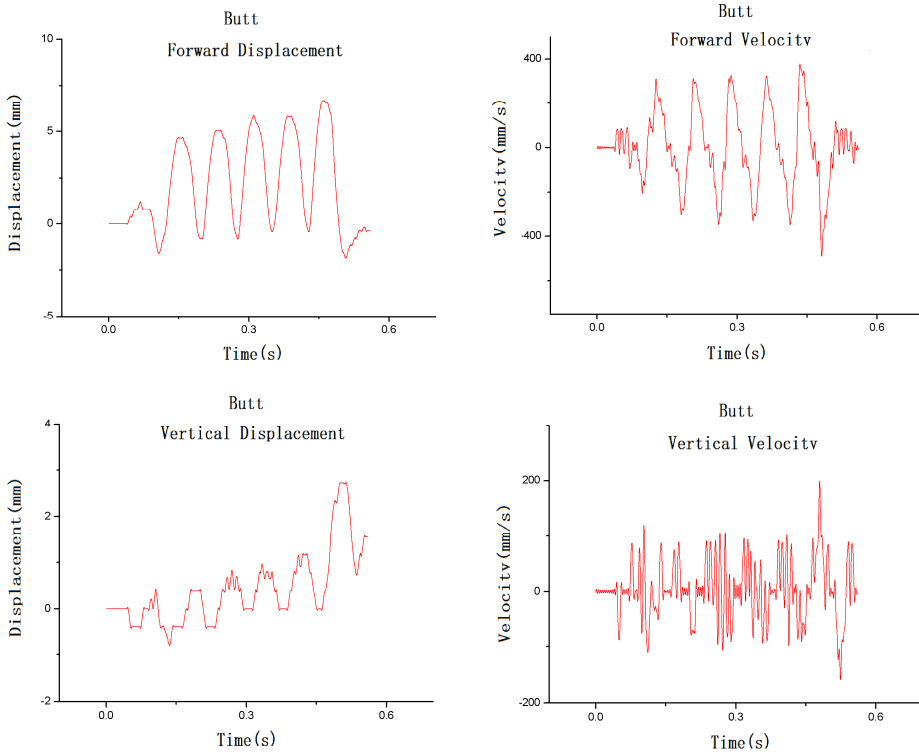 Butt
Forward Displacement
10
5
0
-5
0.0 0.3 0.6
Displacement(mm)
Time(s)
Butt
Forward Velocitv
400
0
-400
0.0 0.3 0.6
Velocitv(mm/s)
Time(s)
Butt
Vertical Displacement
4
2
0
-2
0.0 0.3 0.6
Displacement(mm)
Time(s)
Butt
Vertical Velocitv
200
0
-200
0.0 0.3 0.6
Velocitv(mm/s)
Time(s)